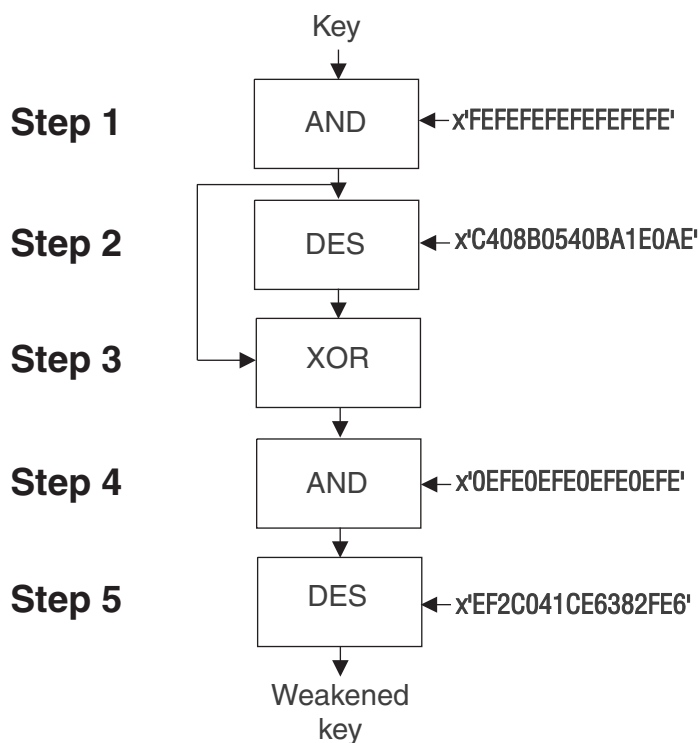 Key
Step 1
AND
x'FEFEFEFEFEFEFEFE'
Step 2
DES
x'C408B0540BA1E0AE'
Step 3
XOR
Step 4
AND
x'0EFE0EFE0EFE0EFE'
Step 5
DES
x'EF2C041CE6382FE6'
Weakened
key